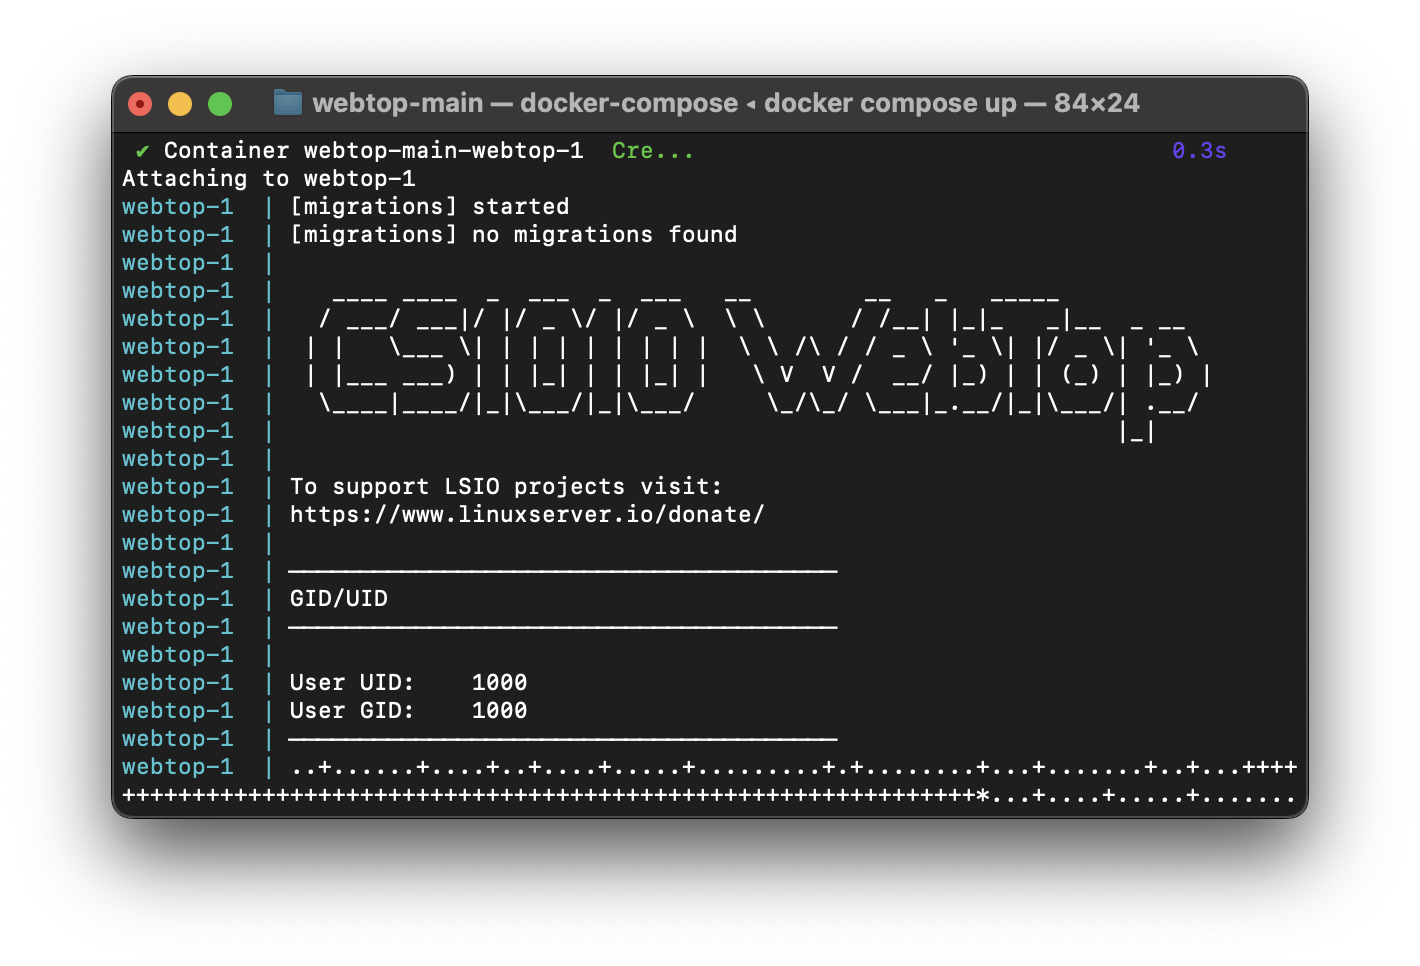 webtop-main — docker-compose ◂ docker compose up — 84×24
✔ Container webtop-main-webtop-1  Cre...                                  0.3s
Attaching to webtop-1
webtop-1  | [migrations] started
webtop-1  | [migrations] no migrations found
webtop-1  |
webtop-1  |    ____ ____  _  ___  _  ___   __        __   _   _____
webtop-1  |   / ___/ ___|/ |/ _ \/ |/ _ \  \ \      / /__| |_|_   _|__  _ __
webtop-1  |  | |   \___ \| | | | | | | | |  \ \ /\ / / _ \ '_ \| |/ _ \| '_ \
webtop-1  |  | |___ ___) | | |_| | | |_| |   \ V  V /  __/ |_) | | (_) | |_) |
webtop-1  |   \____|____/|_|\___/|_|\___/     \_/\_/ \___|_.__/|_|\___/| .__/
webtop-1  |                                                            |_|
webtop-1  |
webtop-1  | To support LSIO projects visit:
webtop-1  | https://www.linuxserver.io/donate/
webtop-1  |
webtop-1  | ───────────────────────────────────────
webtop-1  | GID/UID
webtop-1  | ───────────────────────────────────────
webtop-1  |
webtop-1  | User UID:    1000
webtop-1  | User GID:    1000
webtop-1  | ───────────────────────────────────────
webtop-1  | ..+......+....+..+....+.....+.........+.+........+...+.......+..+...++++
+++++++++++++++++++++++++++++++++++++++++++++++++++++++++++++*...+....+.....+.......